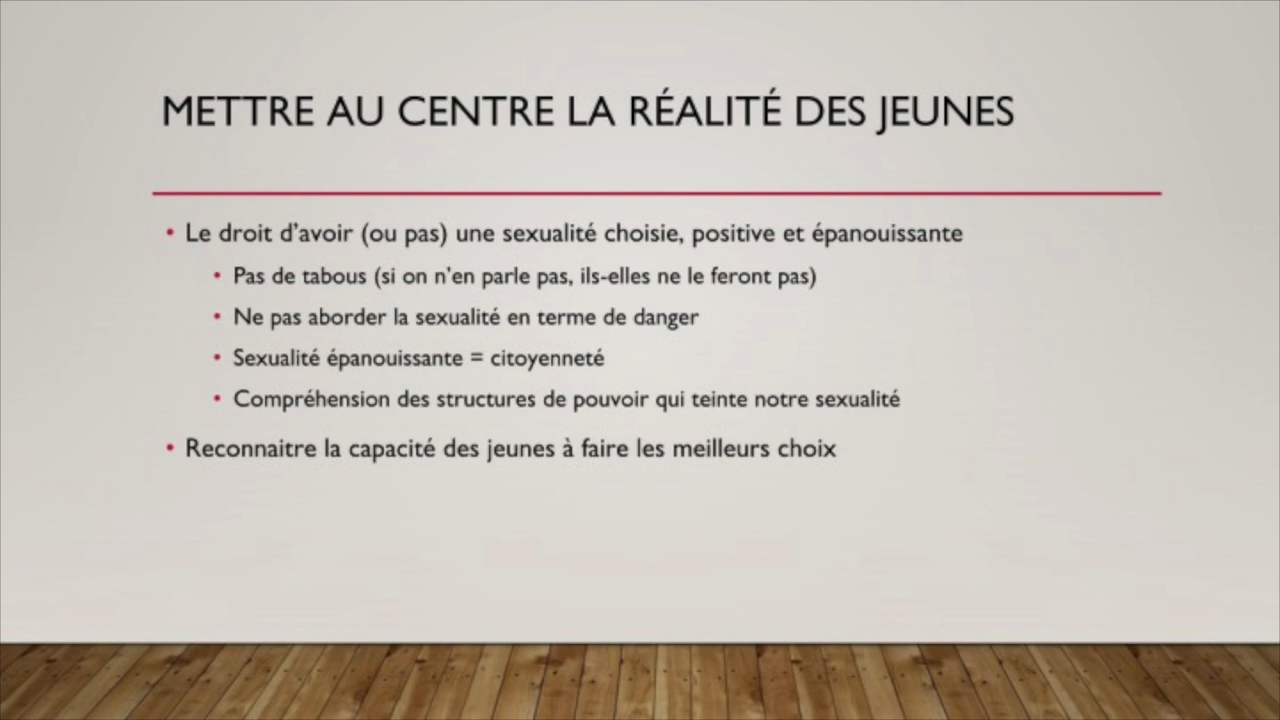 METTRE AU CENTRE LA RÉALITÉ DES JEUNES
• Le droit d'avoir (ou pas) une sexualité choisie, positive et épanouissante
• Pas de tabous (si on n'en parle pas, ils-elles ne le feront pas)
• Ne pas aborder la sexualité en terme de danger
• Sexualité épanouissante = citoyenneté
• Compréhension des structures de pouvoir qui teinte notre sexualité
• Reconnaitre la capacité des jeunes à faire les meilleurs choix